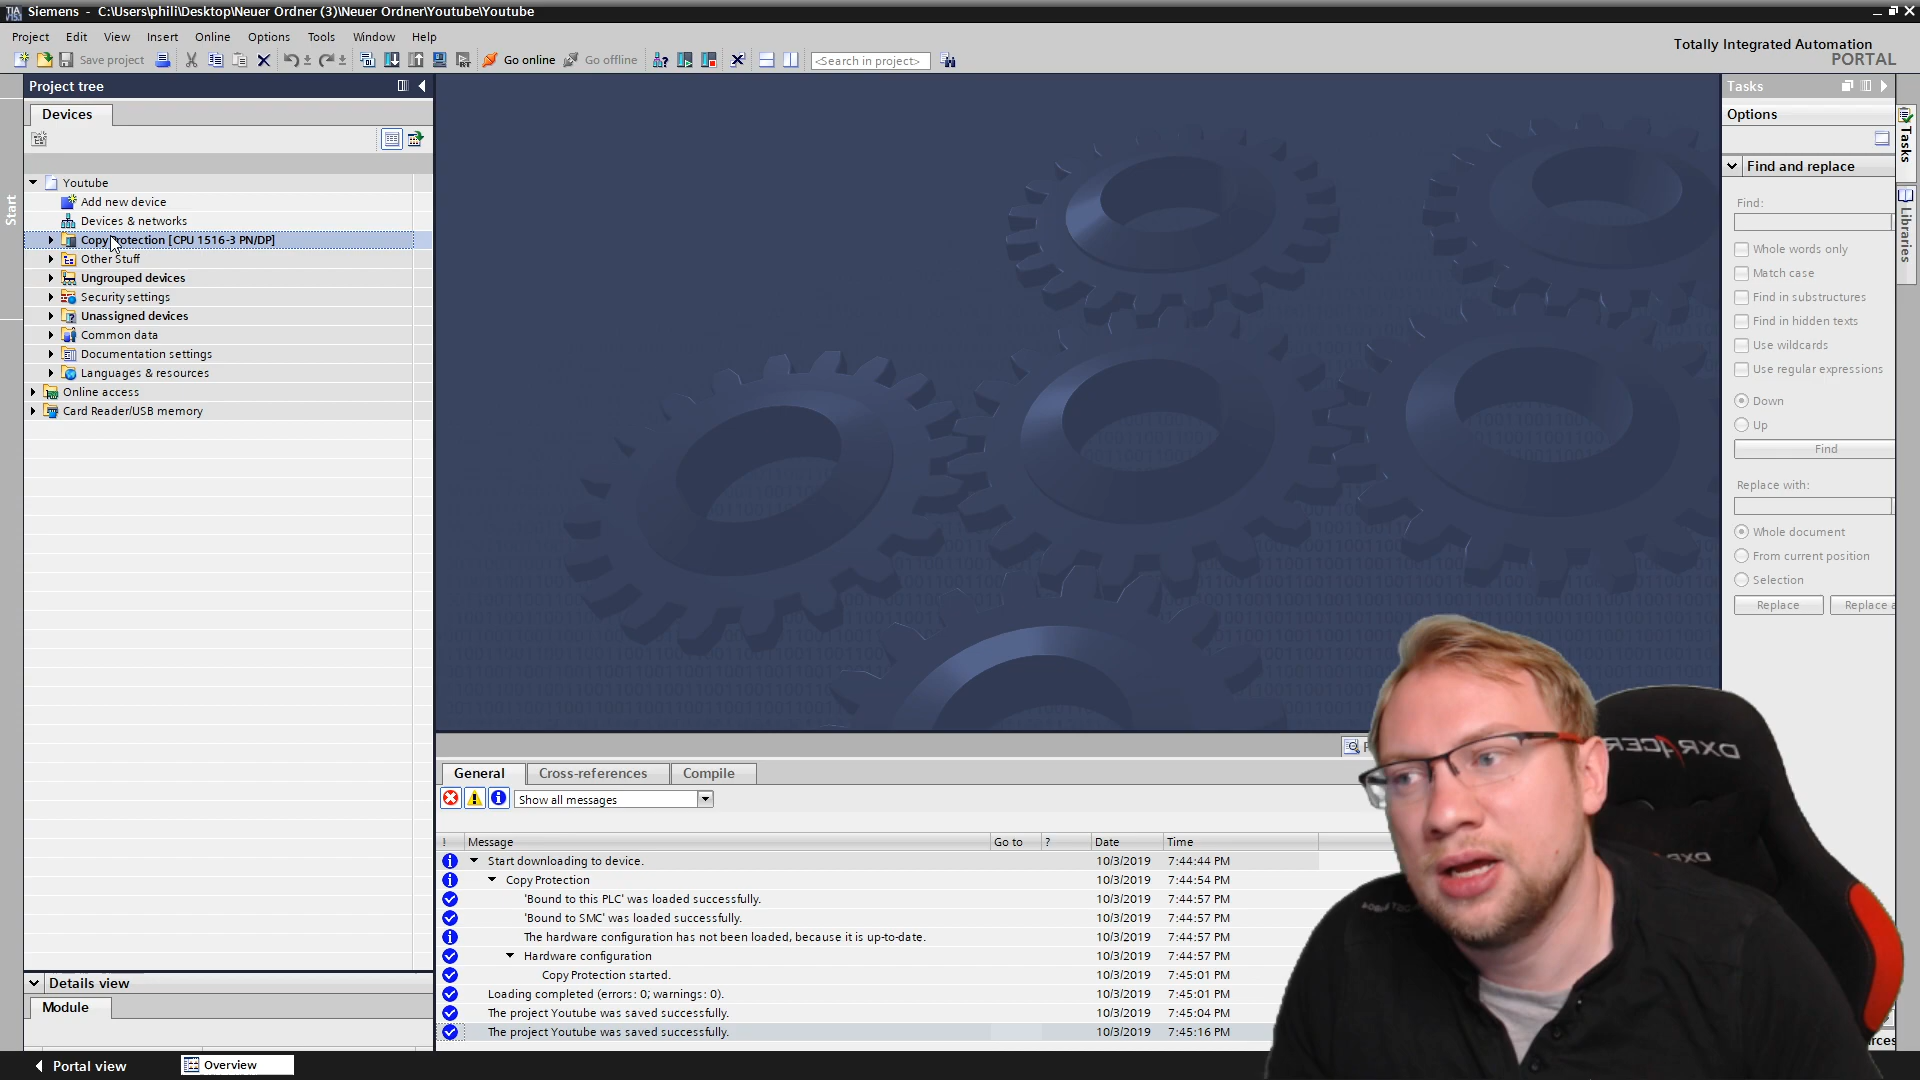 Siemens - C:\Users\phili\Desktop\Neuer Ordner (3)\Neuer Ordner\Youtube\Youtube
Project Edit View Insert Online Options Tools Window Help
Totally Integrated Automation
PORTAL
Save project Go online Go offline <Search in project>
Project tree
Devices
Start
Youtube
Add new device
Devices & networks
Copy Protection [CPU 1516-3 PN/DP]
Other Stuff
Ungrouped devices
Security settings
Unassigned devices
Common data
Documentation settings
Languages & resources
Online access
Card Reader/USB memory
Details view
Module
Portal view
Overview
General Cross-references Compile
Show all messages
! Message Go to ? Date Time
Start downloading to device. 10/3/2019 7:44:44 PM
Copy Protection 10/3/2019 7:44:54 PM
'Bound to this PLC' was loaded successfully. 10/3/2019 7:44:57 PM
'Bound to SMC' was loaded successfully. 10/3/2019 7:44:57 PM
The hardware configuration has not been loaded, because it is up-to-date. 10/3/2019 7:44:57 PM
Hardware configuration 10/3/2019 7:44:57 PM
Copy Protection started. 10/3/2019 7:45:01 PM
Loading completed (errors: 0; warnings: 0). 10/3/2019 7:45:01 PM
The project Youtube was saved successfully. 10/3/2019 7:45:04 PM
The project Youtube was saved successfully. 10/3/2019 7:45:16 PM
Tasks
Options
Find and replace
Find:
Whole words only
Match case
Find in substructures
Find in hidden texts
Use wildcards
Use regular expressions
Down
Up
Find
Replace with:
Whole document
From current position
Selection
Replace Replace a
Tasks
Libraries
DXRACER